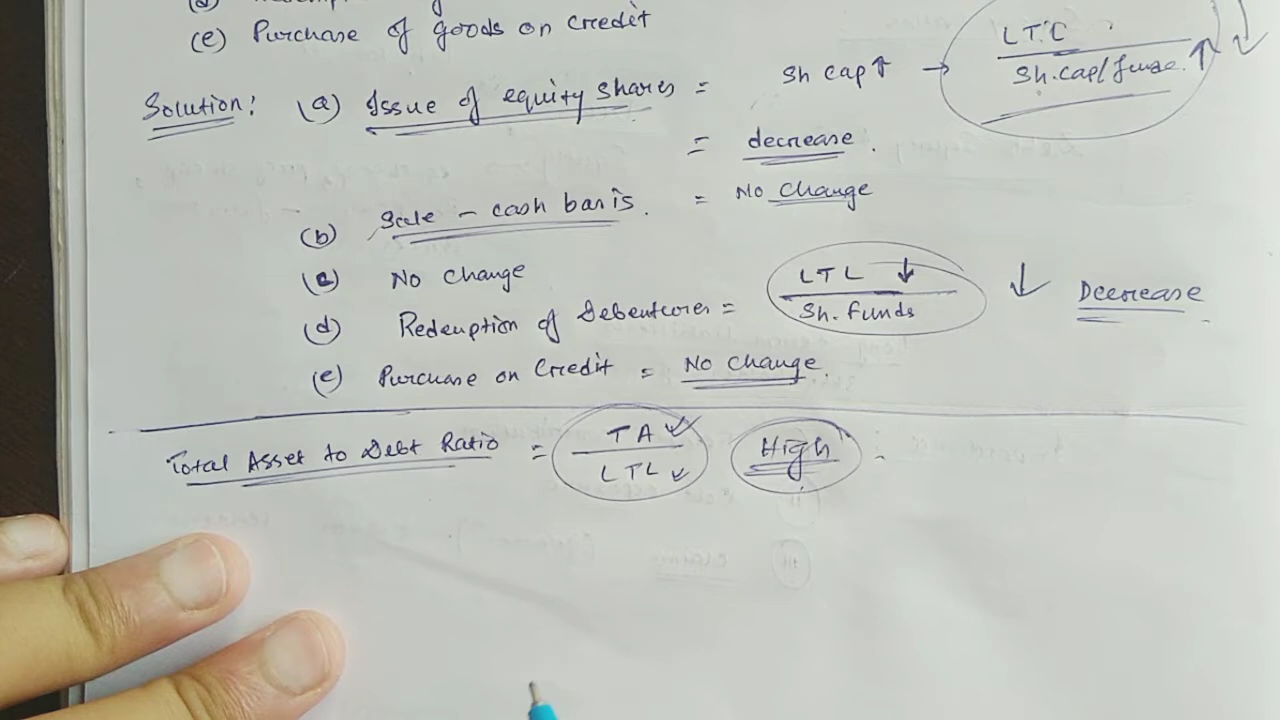 (d)
(e) Purchase of goods on credit
Solution: (a) Issue of equity shares = Sh cap ↑ → LTL / Sh.cap/funds. ↑ ↓
= decrease.
(b) Sale - cash basis. = No change
(c) No change
(d) Redemption of Debentures = LTL ↓ / Sh. funds ↓ Decrease
(e) Purchase on Credit = No change.
Total Asset to Debt Ratio = TA / LTL High